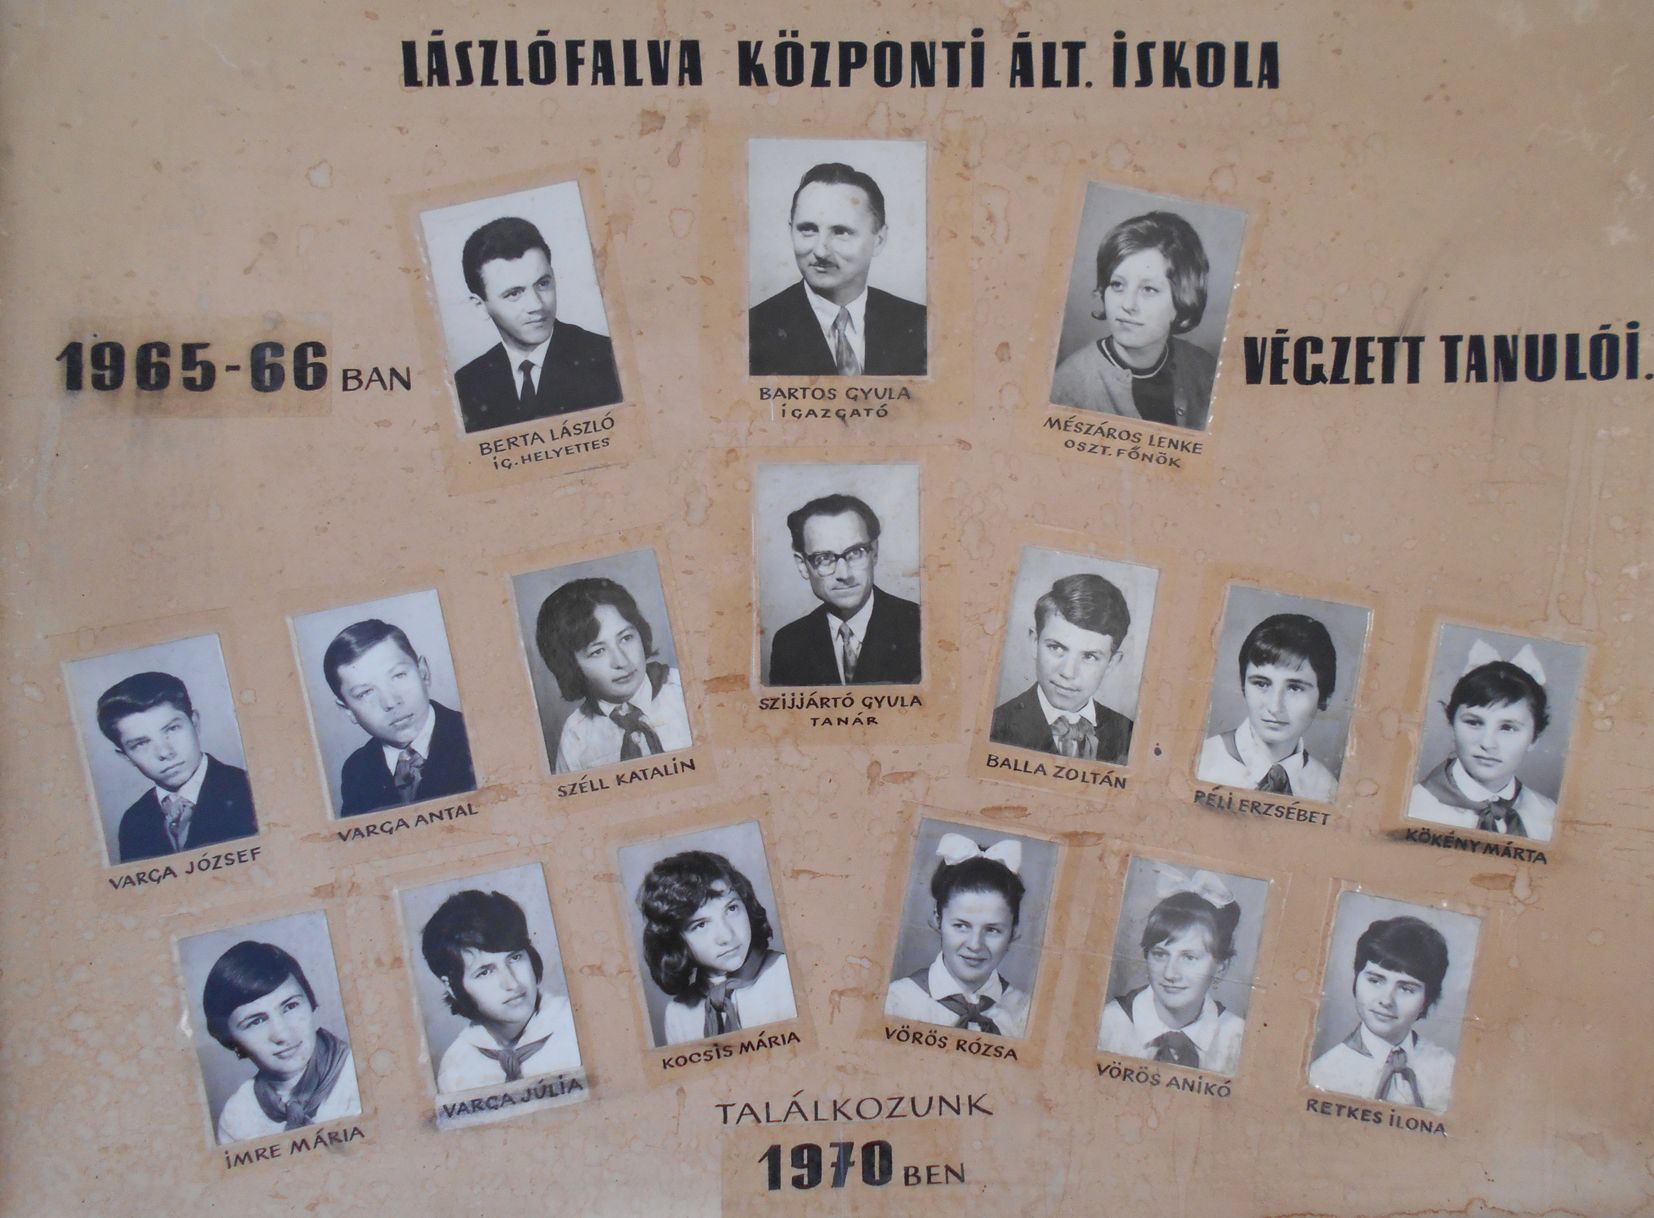 LÁSZLÓFALVA KÖZPONTI ÁLT. ISKOLA
1965-66 BAN
VÉGZETT TANULÓI.
BERTA LÁSZLÓ
IG. HELYETTES
BARTOS GYULA
IGAZGATÓ
MÉSZÁROS LENKE
OSZT. FŐNÖK
SZIJJÁRTÓ GYULA
TANÁR
VARGA JÓZSEF
VARGA ANTAL
SZÉLL KATALIN
BALLA ZOLTÁN
PÉLI ERZSÉBET
KÖKÉNY MÁRTA
IMRE MÁRIA
VARGA JÚLIA
KOCSIS MÁRIA
VÖRÖS RÓZSA
VÖRÖS ANIKÓ
RETKES ILONA
TALÁLKOZUNK
1970 BEN